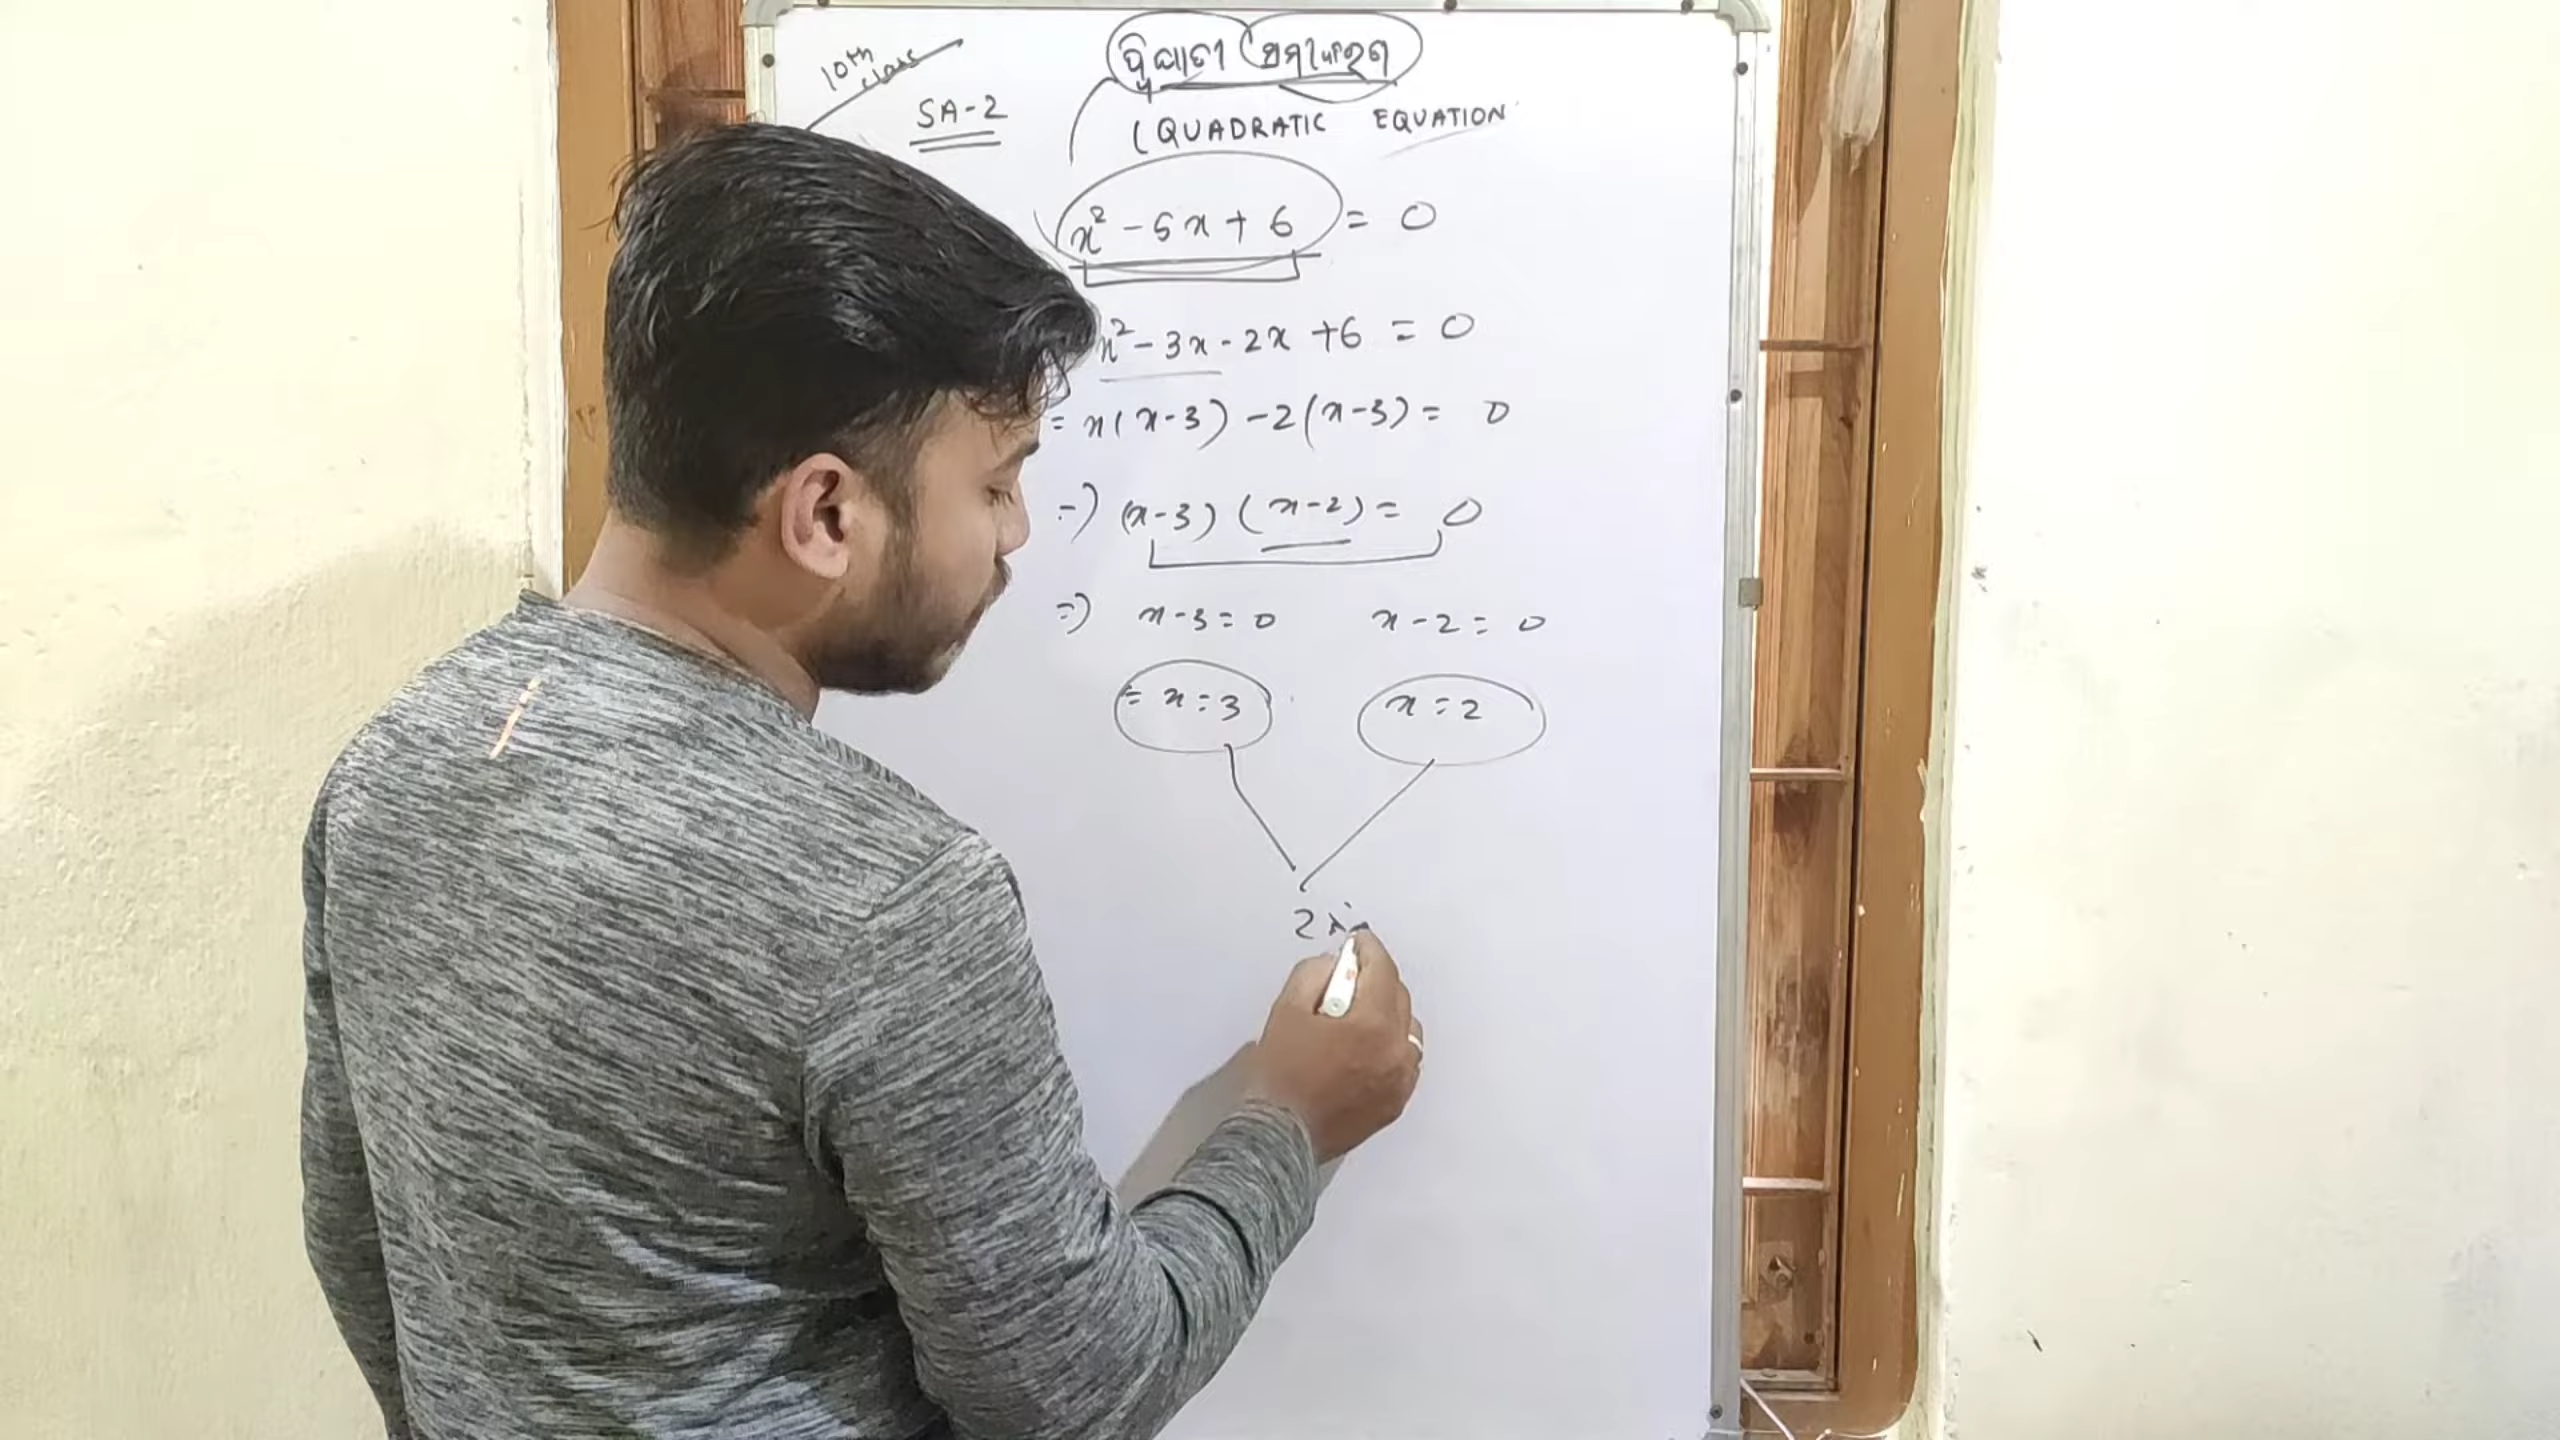 10th class
ଦ୍ୱିଘାତୀ ସମୀକରଣ
SA-2
(QUADRATIC EQUATION
x² - 5x + 6 = 0
x² - 3x - 2x + 6 = 0
= x(x-3) - 2(x-3) = 0
=) (x-3) (x-2) = 0
=) x-3 = 0 x-2 = 0
= x = 3 x = 2
2